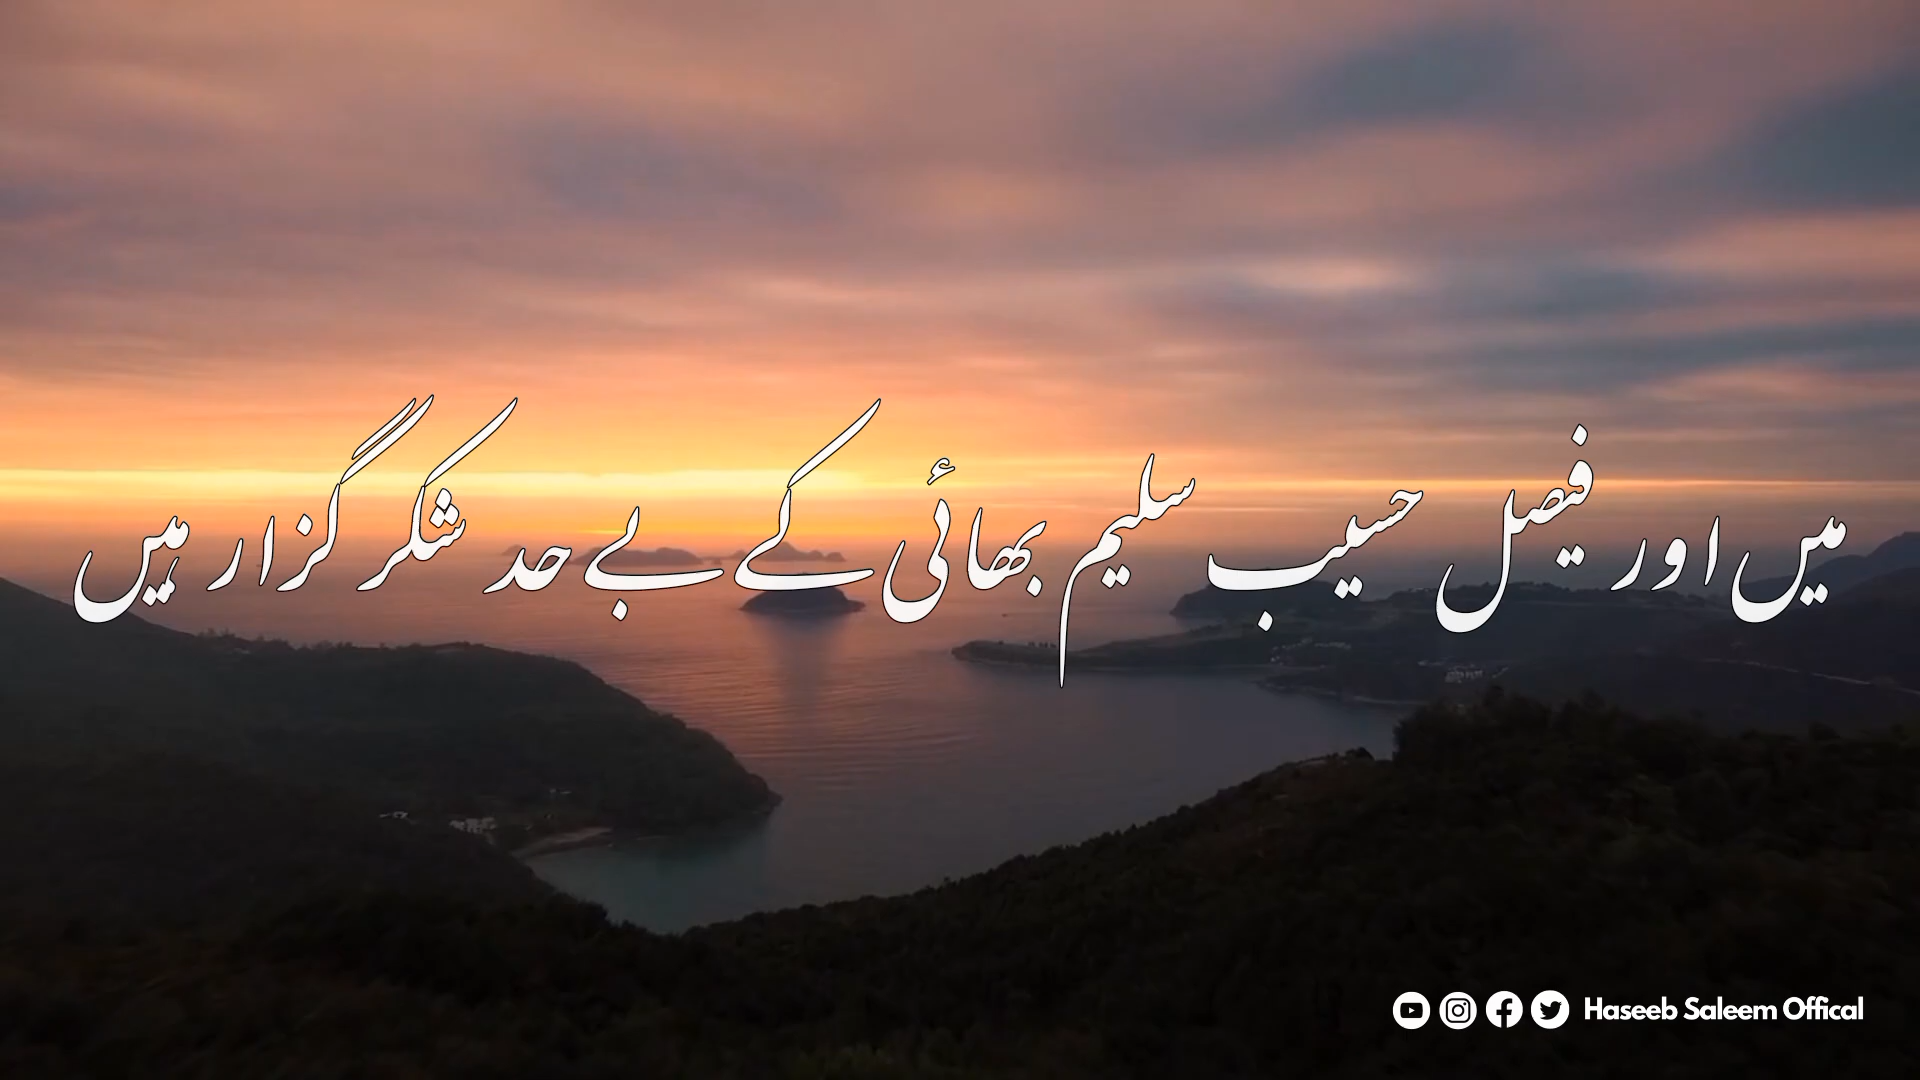 میں اور فیصل حسیب سلیم بھائی کے بے حد شکر گزار ہیں
Haseeb Saleem Offical